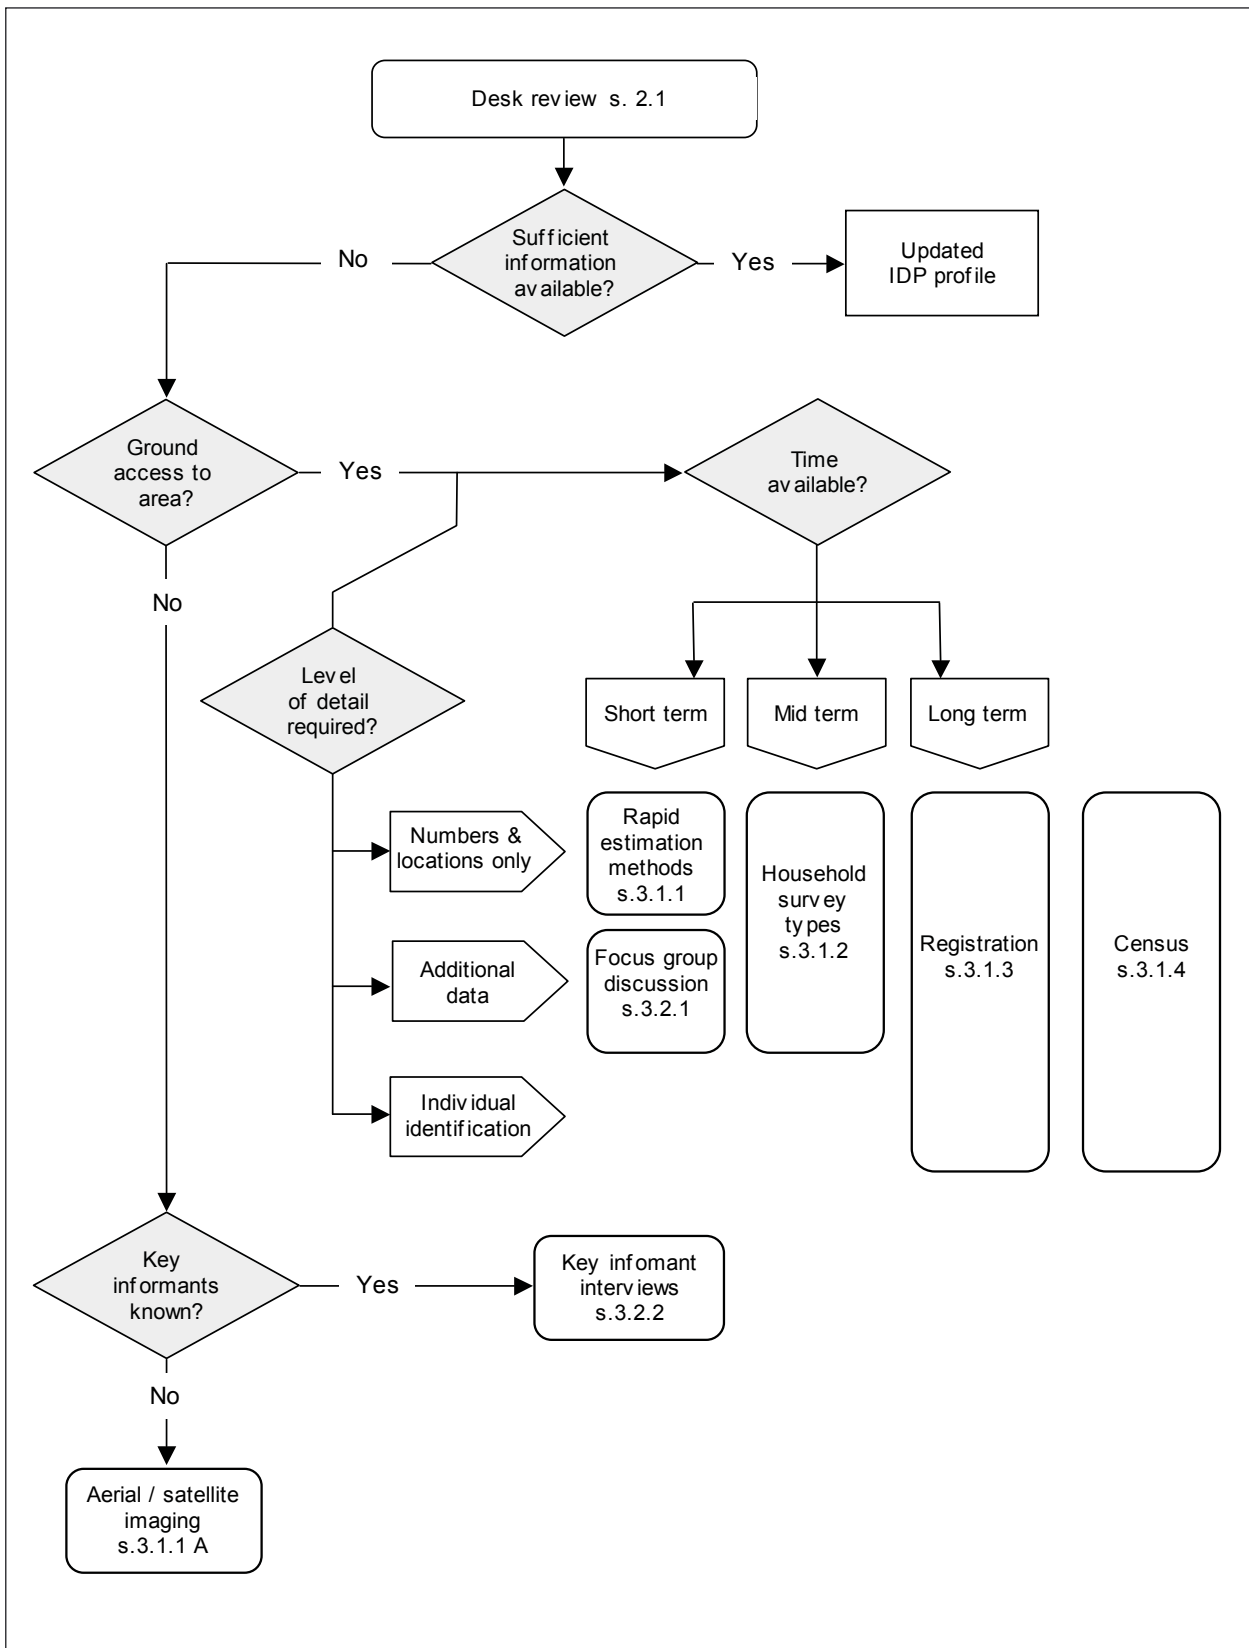 Desk review s. 2.1
Sufficient
information
available?
No
Yes
Updated
IDP profile
Ground
access to
area?
Yes
Time
available?
No
Level
of detail
required?
Short term
Mid term
Long term
Numbers &
locations only
Rapid
estimation
methods
s.3.1.1
Household
survey
types
s.3.1.2
Registration
s.3.1.3
Census
s.3.1.4
Additional
data
Focus group
discussion
s.3.2.1
Individual
identification
Key
informants
known?
Yes
Key infomant
interviews
s.3.2.2
No
Aerial / satellite
imaging
s.3.1.1 A